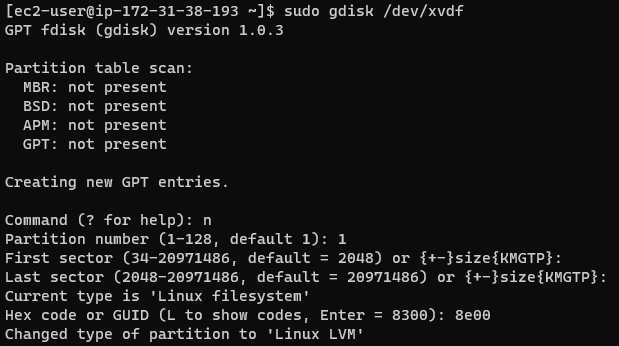 [ec2-user@ip-172-31-38-193 ~]$ sudo gdisk /dev/xvdf
GPT fdisk (gdisk) version 1.0.3

Partition table scan:
  MBR: not present
  BSD: not present
  APM: not present
  GPT: not present

Creating new GPT entries.

Command (? for help): n
Partition number (1-128, default 1): 1
First sector (34-20971486, default = 2048) or {+-}size{KMGTP}:
Last sector (2048-20971486, default = 20971486) or {+-}size{KMGTP}:
Current type is 'Linux filesystem'
Hex code or GUID (L to show codes, Enter = 8300): 8e00
Changed type of partition to 'Linux LVM'